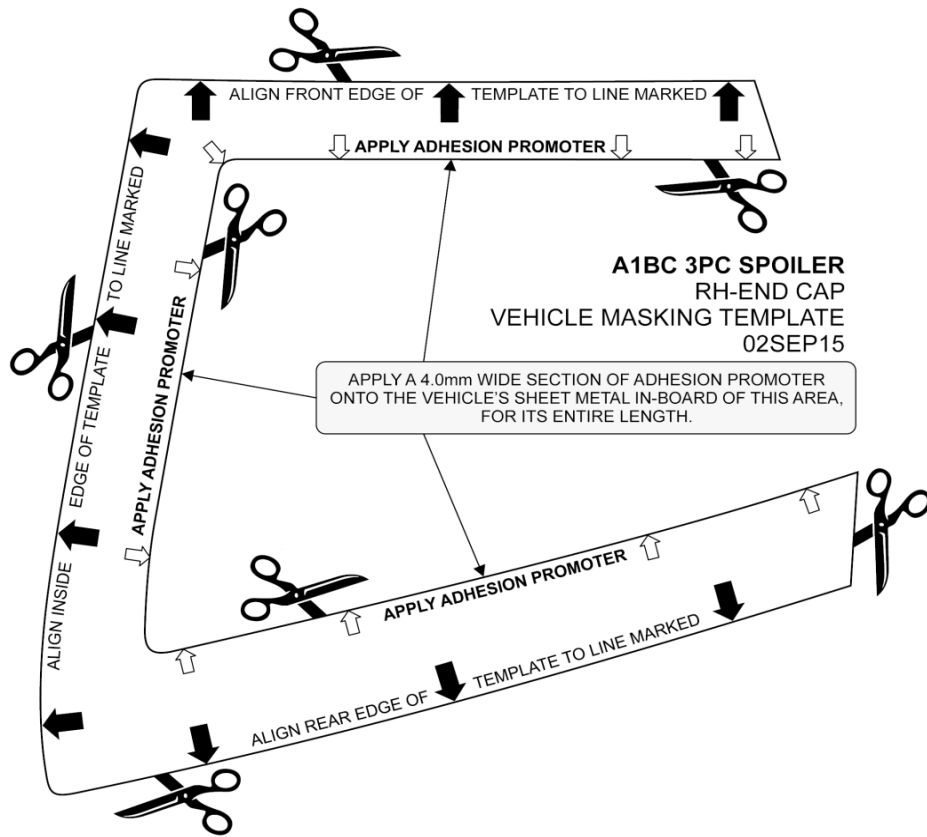 ALIGN FRONT EDGE OF TEMPLATE TO LINE MARKED
APPLY ADHESION PROMOTER
ALIGN INSIDE EDGE OF TEMPLATE TO LINE MARKED
APPLY ADHESION PROMOTER
A1BC 3PC SPOILER
RH-END CAP
VEHICLE MASKING TEMPLATE
02SEP15
APPLY A 4.0mm WIDE SECTION OF ADHESION PROMOTER
ONTO THE VEHICLE'S SHEET METAL IN-BOARD OF THIS AREA,
FOR ITS ENTIRE LENGTH.
APPLY ADHESION PROMOTER
ALIGN REAR EDGE OF TEMPLATE TO LINE MARKED